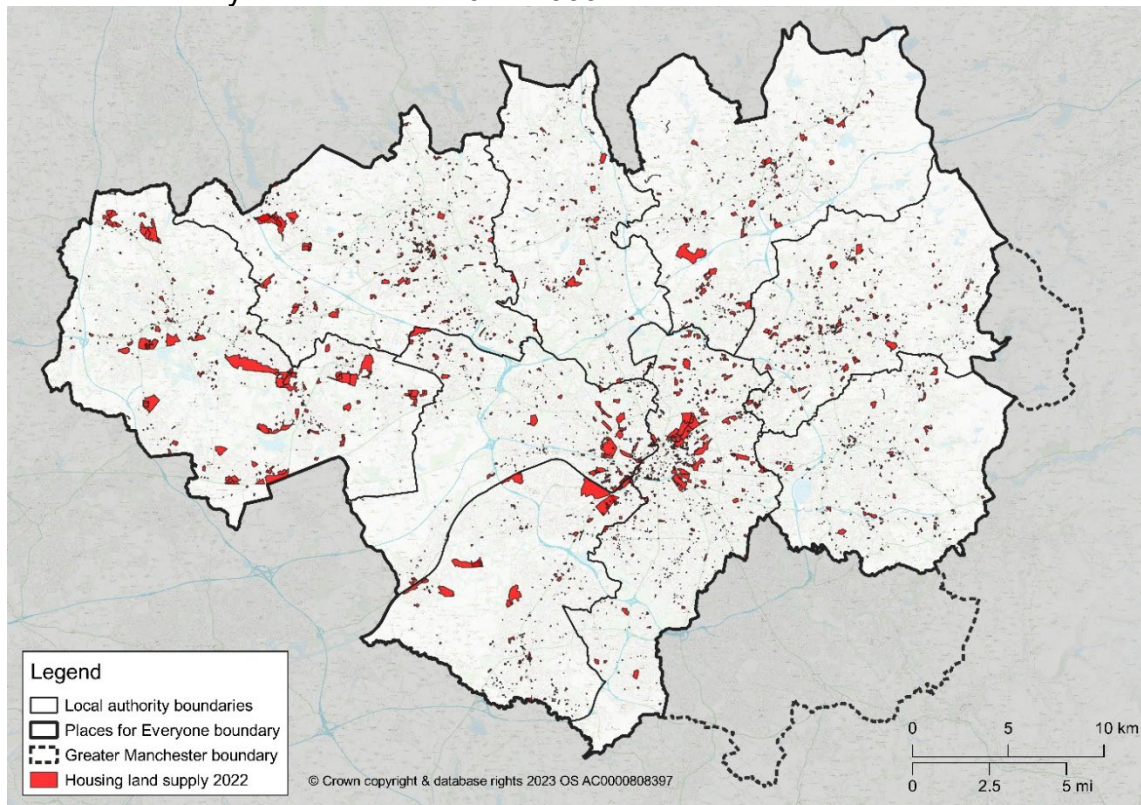 Legend
Local authority boundaries
Places for Everyone boundary
Greater Manchester boundary
Housing land supply 2022
© Crown copyright & database rights 2023 OS AC0000808397
0 5 10 km
0 2.5 5 mi